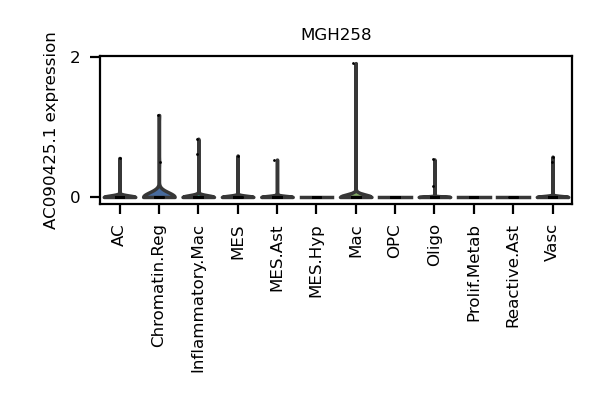 MGH258
AC090425.1 expression
2
0
AC
Chromatin.Reg
Inflammatory.Mac
MES
MES.Ast
MES.Hyp
Mac
OPC
Oligo
Prolif.Metab
Reactive.Ast
Vasc